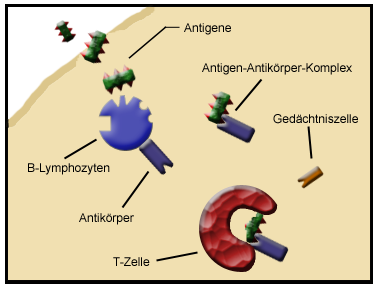 Antigene
Antigen-Antikörper-Komplex
Gedächtniszelle
B-Lymphozyten
Antikörper
T-Zelle